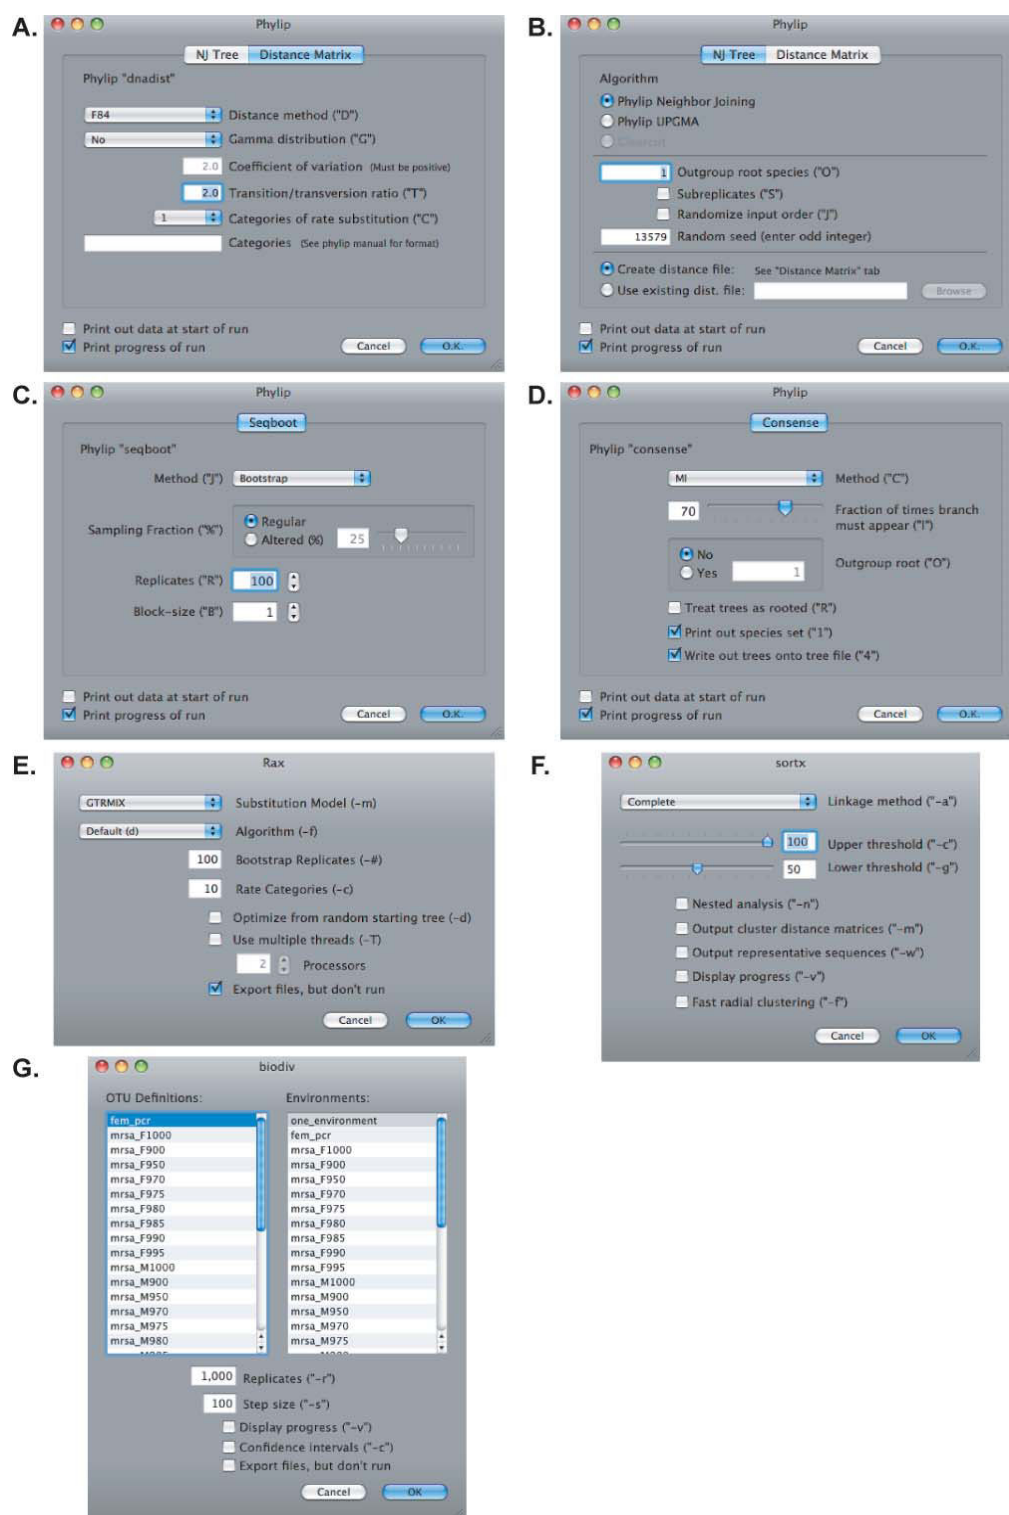 A.
Phylip
NJ Tree Distance Matrix
Phylip "dnadist"
F84 Distance method ("D")
No Gamma distribution ("G")
2.0 Coefficient of variation (Must be positive)
2.0 Transition/transversion ratio ("T")
1 Categories of rate substitution ("C")
Categories (See phylip manual for format)
Print out data at start of run
Print progress of run
Cancel O.K.
B.
Phylip
NJ Tree Distance Matrix
Algorithm
Phylip Neighbor Joining
Phylip UPGMA
Clearcut
1 Outgroup root species ("O")
Subreplicates ("S")
Randomize input order ("J")
13579 Random seed (enter odd integer)
Create distance file: See "Distance Matrix" tab
Use existing dist. file: Browse
Print out data at start of run
Print progress of run
Cancel O.K.
C.
Phylip
Seqboot
Phylip "seqboot"
Method ("J") Bootstrap
Sampling Fraction ("%") Regular
Altered (%) 25
Replicates ("R") 100
Block-size ("B") 1
Print out data at start of run
Print progress of run
Cancel O.K.
D.
Phylip
Consense
Phylip "consense"
Ml Method ("C")
70 Fraction of times branch
must appear ("l")
No
Yes 1 Outgroup root ("O")
Treat trees as rooted ("R")
Print out species set ("1")
Write out trees onto tree file ("4")
Print out data at start of run
Print progress of run
Cancel O.K.
E.
Rax
GTRMIX Substitution Model (-m)
Default (d) Algorithm (-f)
100 Bootstrap Replicates (-#)
10 Rate Categories (-c)
Optimize from random starting tree (-d)
Use multiple threads (-T)
2 Processors
Export files, but don't run
Cancel OK
F.
sortx
Complete Linkage method ("-a")
100 Upper threshold ("-c")
50 Lower threshold ("-g")
Nested analysis ("-n")
Output cluster distance matrices ("-m")
Output representative sequences ("-w")
Display progress ("-v")
Fast radial clustering ("-f")
Cancel OK
G.
biodiv
OTU Definitions: Environments:
fem_pcr one_environment
mrsa_F1000 fem_pcr
mrsa_F900 mrsa_F1000
mrsa_F950 mrsa_F900
mrsa_F970 mrsa_F950
mrsa_F975 mrsa_F970
mrsa_F980 mrsa_F975
mrsa_F985 mrsa_F980
mrsa_F990 mrsa_F985
mrsa_F995 mrsa_F990
mrsa_M1000 mrsa_F995
mrsa_M900 mrsa_M1000
mrsa_M950 mrsa_M900
mrsa_M970 mrsa_M950
mrsa_M975 mrsa_M970
mrsa_M980 mrsa_M975
1,000 Replicates ("-r")
100 Step size ("-s")
Display progress ("-v")
Confidence intervals ("-c")
Export files, but don't run
Cancel OK